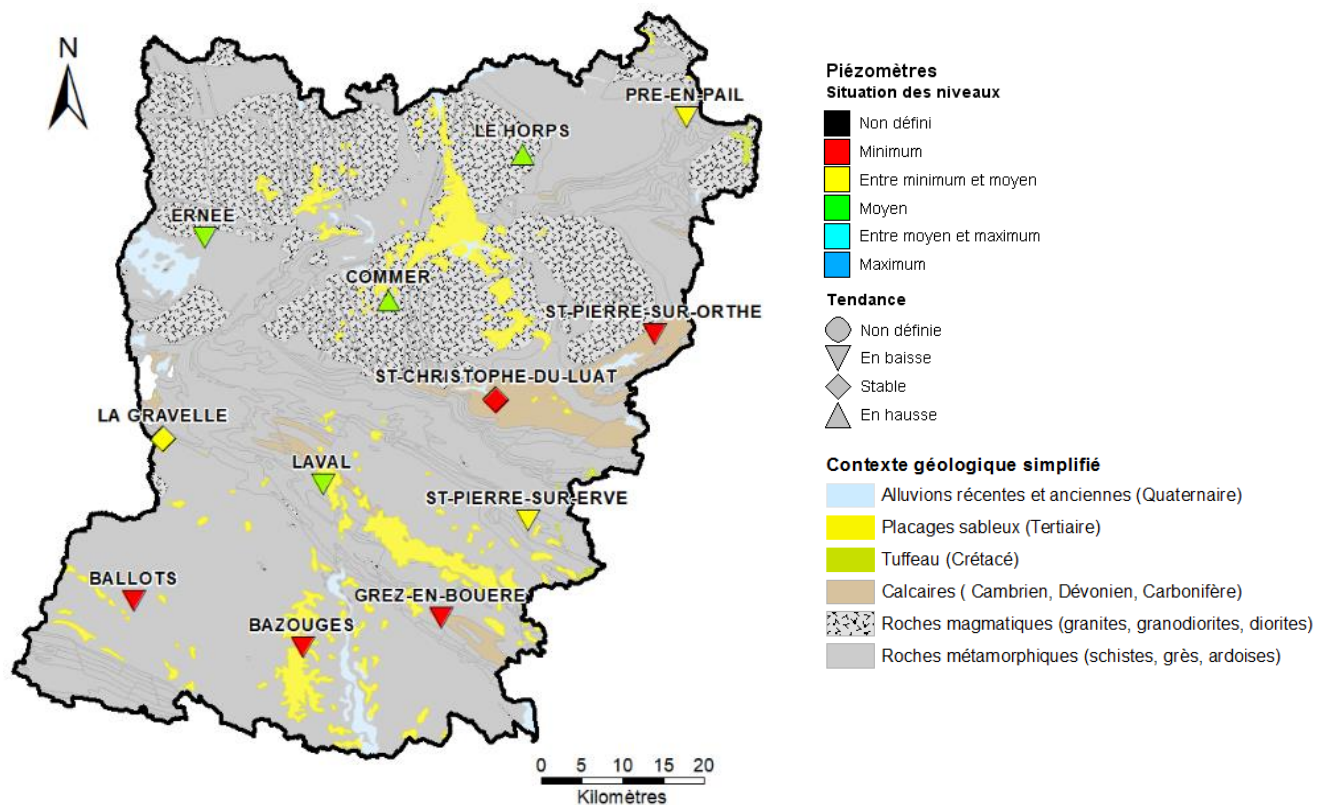 N
PRE-EN-PAIL
LE HORPS
ERNEE
COMMER
ST-PIERRE-SUR-ORTHE
ST-CHRISTOPHE-DU-LUAT
LA GRAVELLE
LAVAL
ST-PIERRE-SUR-ERVE
BALLOTS
GREZ-EN-BOUERE
BAZOUGES
0 5 10 15 20
Kilomètres
Piézomètres
Situation des niveaux
Non défini
Minimum
Entre minimum et moyen
Moyen
Entre moyen et maximum
Maximum
Tendance
Non définie
En baisse
Stable
En hausse
Contexte géologique simplifié
Alluvions récentes et anciennes (Quaternaire)
Placages sableux (Tertiaire)
Tuffeau (Crétacé)
Calcaires ( Cambrien, Dévonien, Carbonifère)
Roches magmatiques (granites, granodiorites, diorites)
Roches métamorphiques (schistes, grès, ardoises)